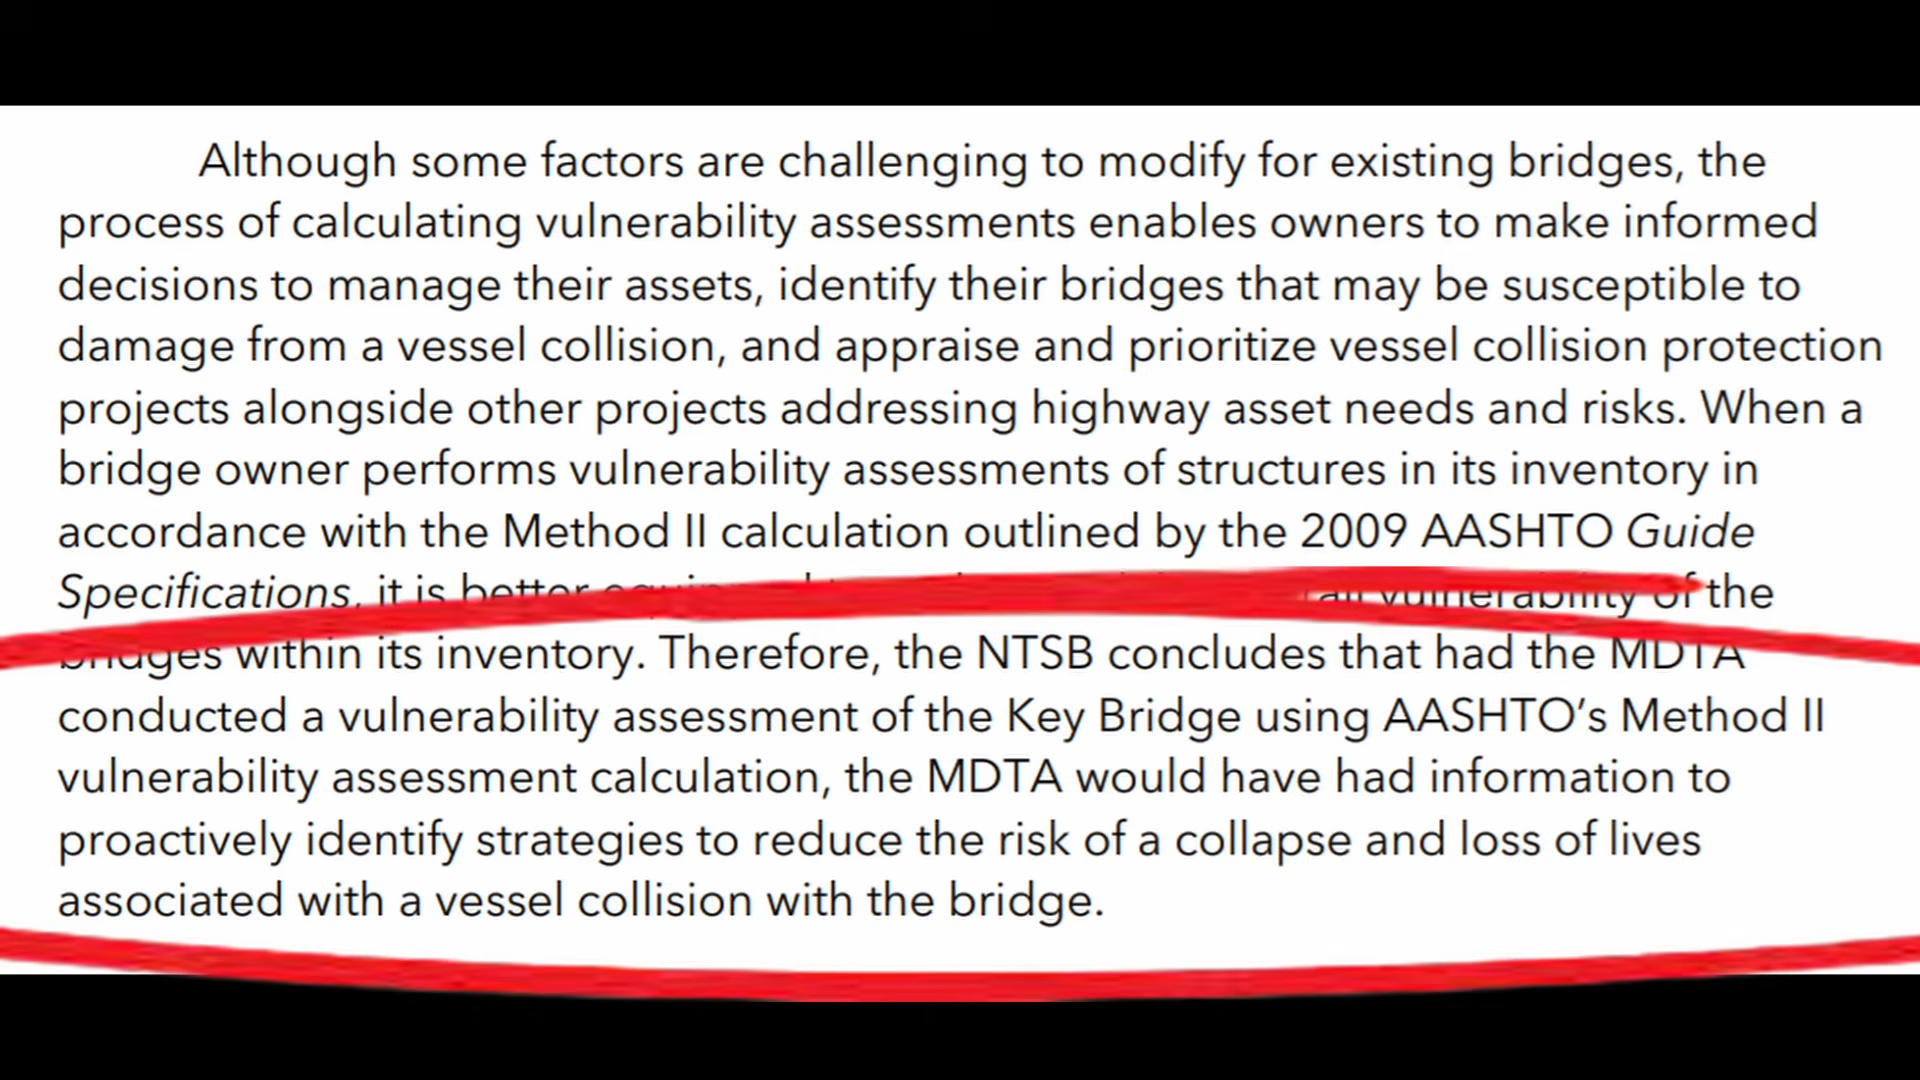 Although some factors are challenging to modify for existing bridges, the
process of calculating vulnerability assessments enables owners to make informed
decisions to manage their assets, identify their bridges that may be susceptible to
damage from a vessel collision, and appraise and prioritize vessel collision protection
projects alongside other projects addressing highway asset needs and risks. When a
bridge owner performs vulnerability assessments of structures in its inventory in
accordance with the Method II calculation outlined by the 2009 AASHTO Guide
Specifications, it is better vulnerability of the
bridges within its inventory. Therefore, the NTSB concludes that had the MDTA
conducted a vulnerability assessment of the Key Bridge using AASHTO’s Method II
vulnerability assessment calculation, the MDTA would have had information to
proactively identify strategies to reduce the risk of a collapse and loss of lives
associated with a vessel collision with the bridge.